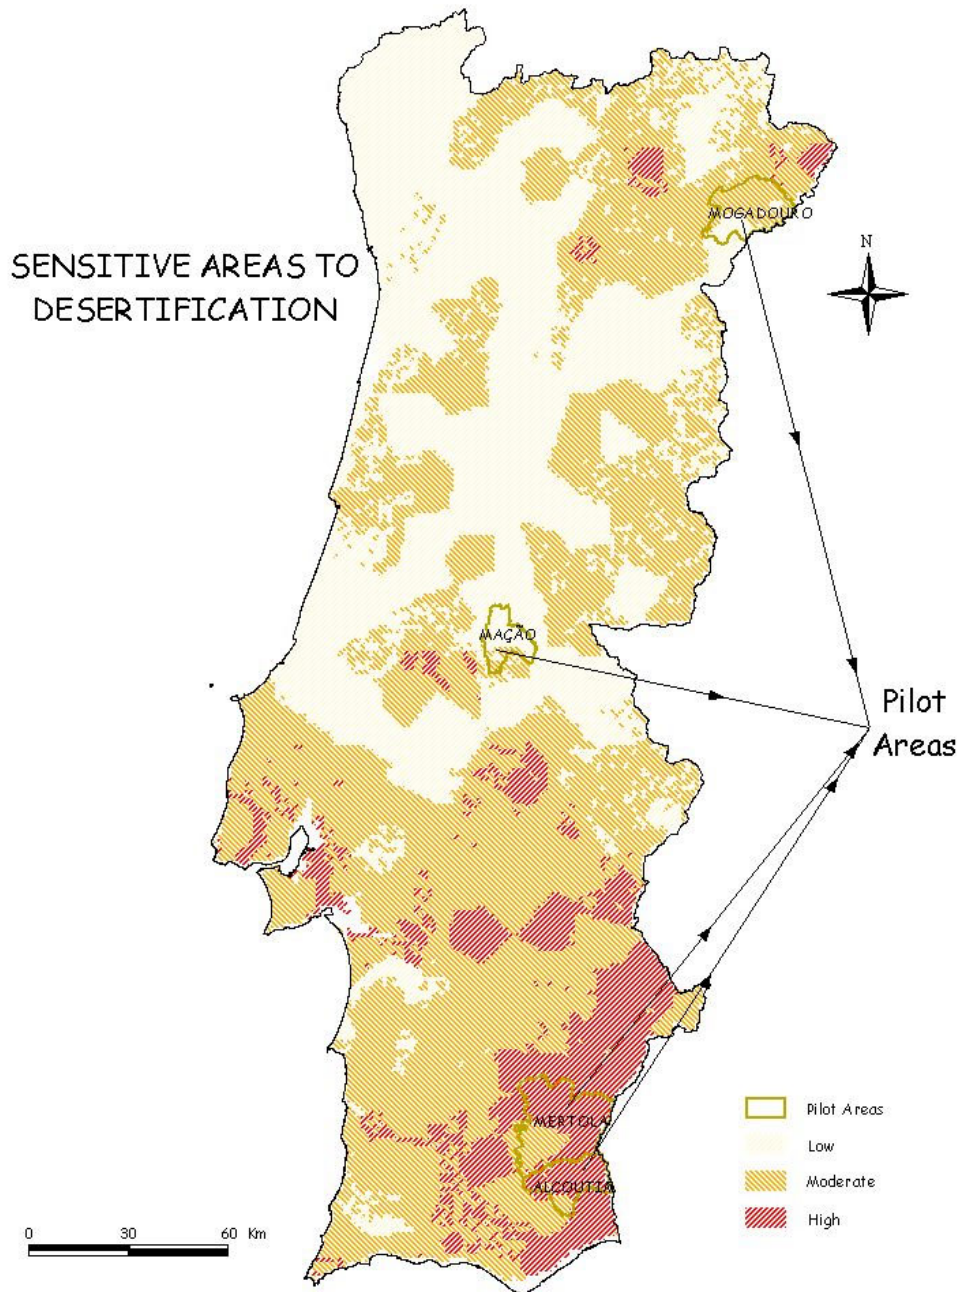 MOGADOURO
N
SENSITIVE AREAS TO
DESERTIFICATION
MAÇÃO
Pilot
Areas
MERTOLA
ALCOUTIM
Pilot Areas
Low
Moderate
High
0 30 60 Km